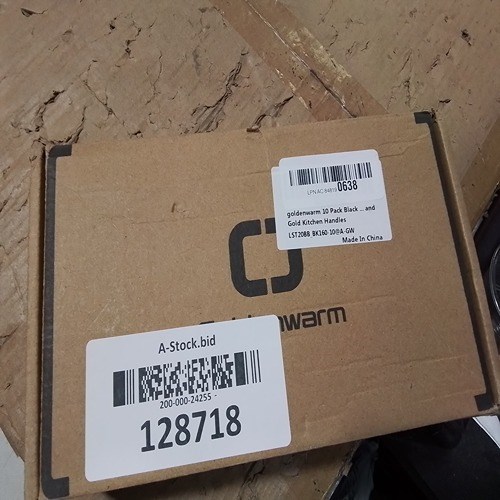 0638
goldenwarm 10 Pack Black ... and
Gold Kitchen Handles
LST20BB BK160-10@A-GW
Made In China
warm
A-Stock.bid
200-000-24255
128718